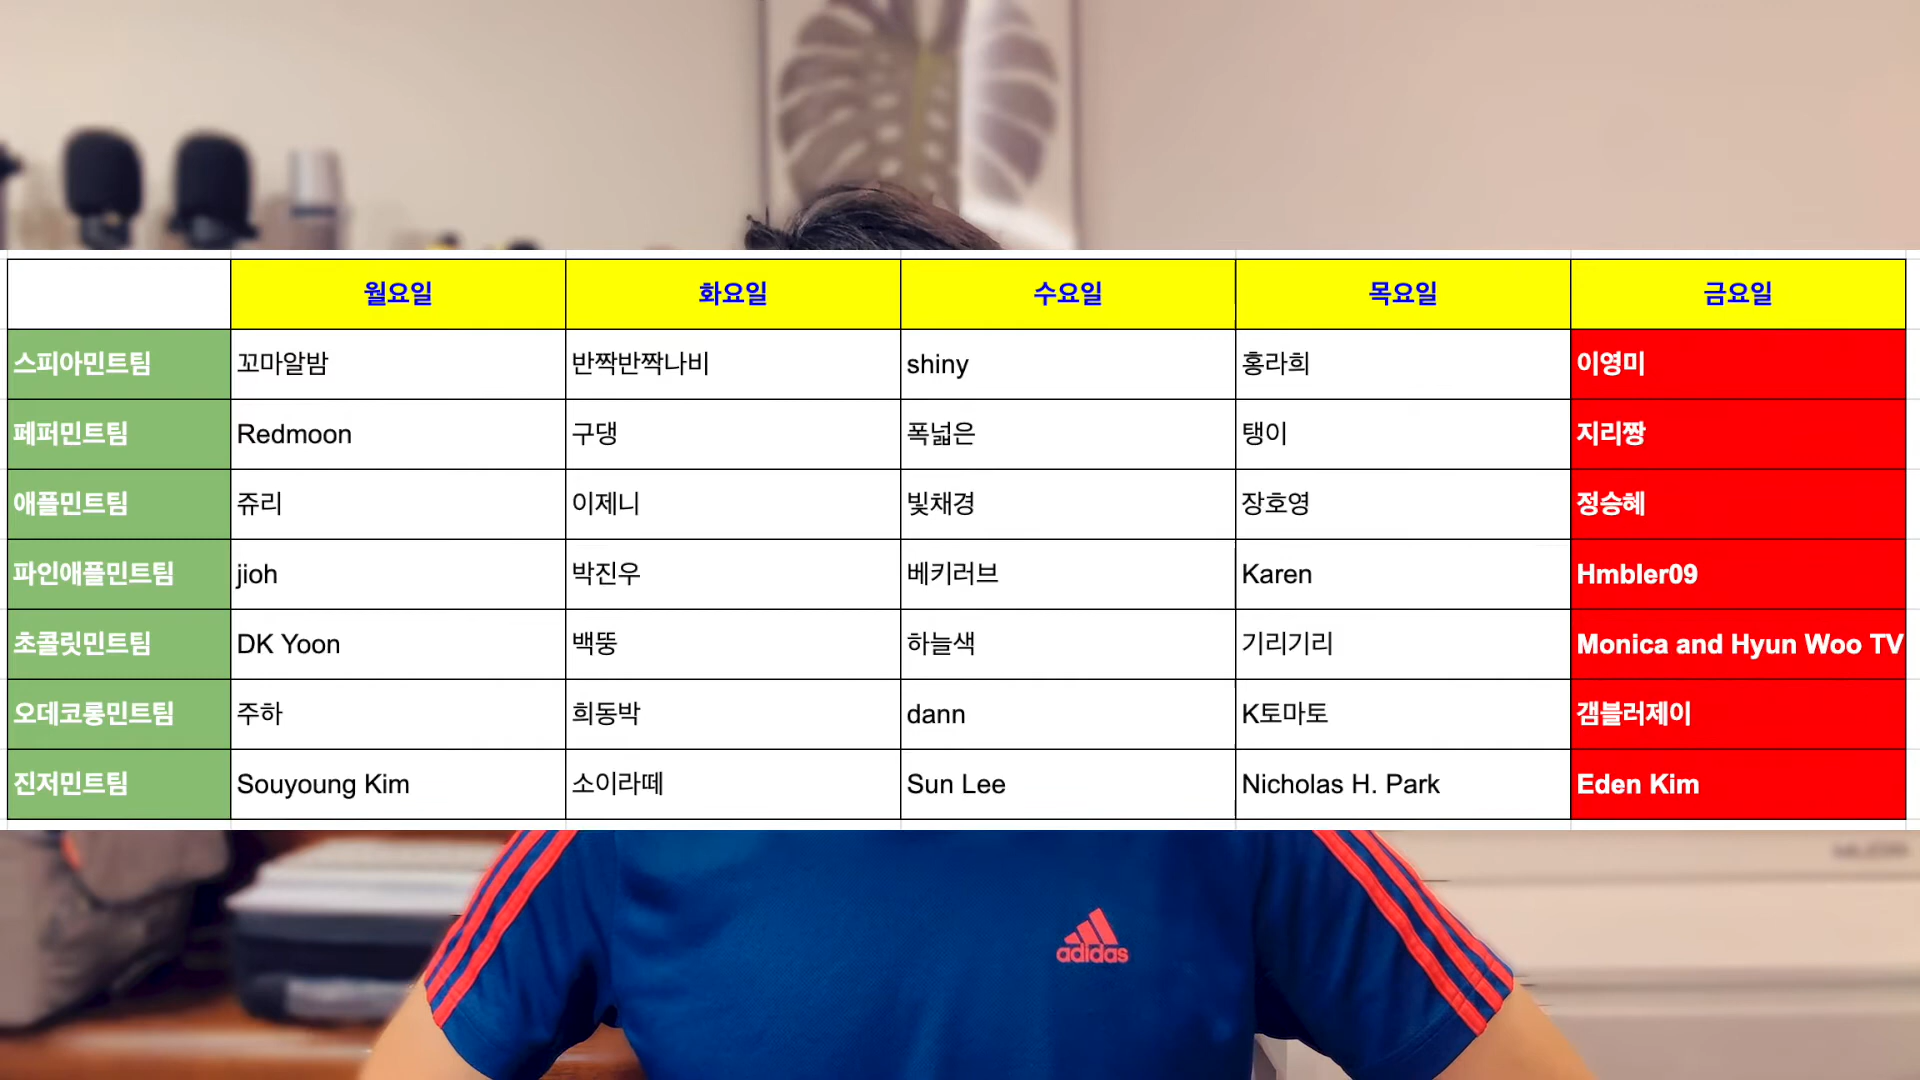 월요일 화요일 수요일 목요일 금요일
스피아민트팀 꼬마알밤 반짝반짝나비 shiny 홍라희 이영미
페퍼민트팀 Redmoon 구댕 폭넓은 탱이 지리짱
애플민트팀 쥬리 이제니 빛채경 장호영 정승혜
파인애플민트팀 jioh 박진우 베키러브 Karen Hmbler09
초콜릿민트팀 DK Yoon 백뚱 하늘색 기리기리 Monica and Hyun Woo TV
오데코롱민트팀 주하 희동박 dann K토마토 갬블러제이
진저민트팀 Souyoung Kim 소이라떼 Sun Lee Nicholas H. Park Eden Kim
adidas